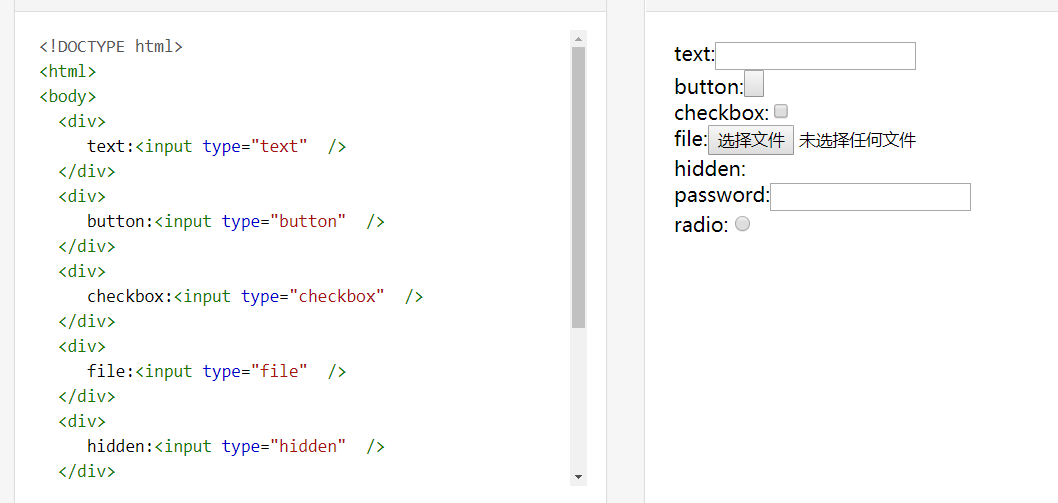 <!DOCTYPE html>
<html>
<body>
<div>
text:<input type="text"  />
</div>
<div>
button:<input type="button"  />
</div>
<div>
checkbox:<input type="checkbox"  />
</div>
<div>
file:<input type="file"  />
</div>
<div>
hidden:<input type="hidden"  />
</div>
text:
button:
checkbox:
file:选择文件 未选择任何文件
hidden:
password:
radio: